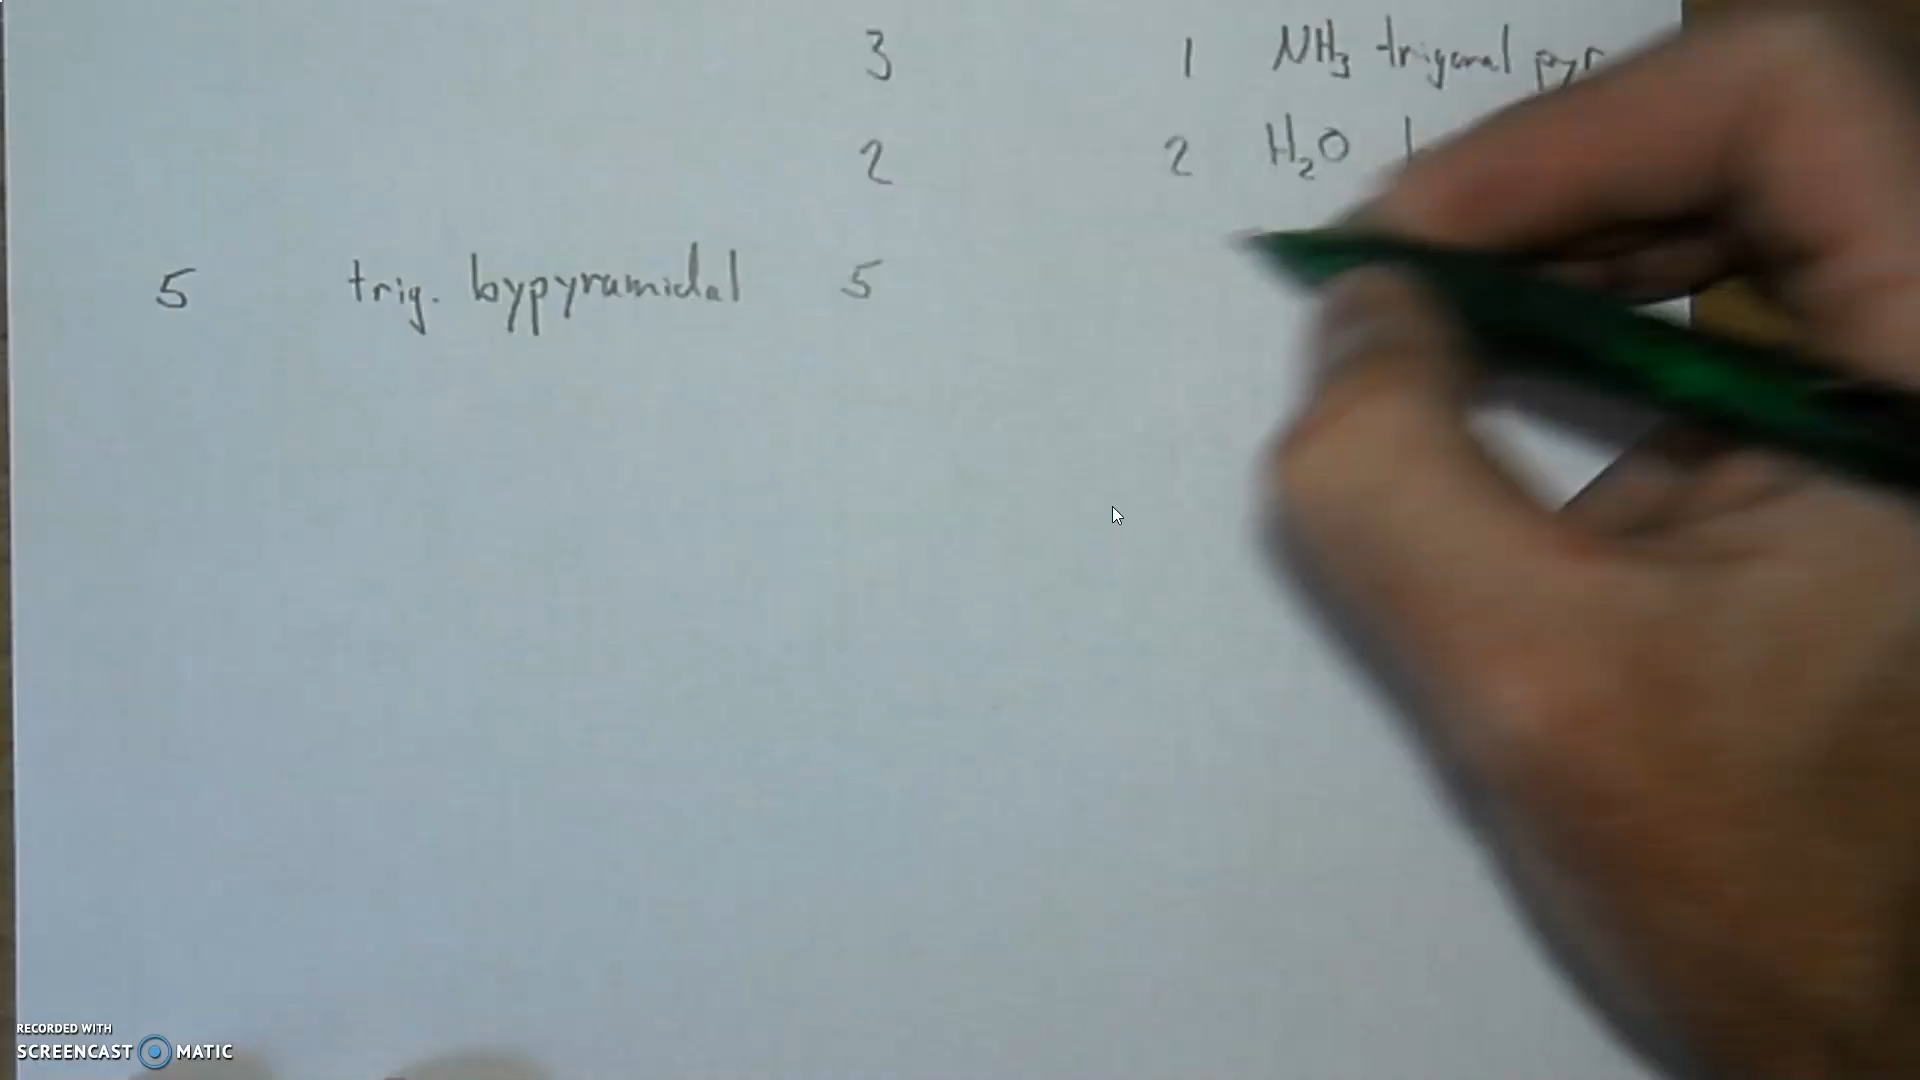 3 1 NH3 trigonal
2 2 H2O
5 trig. bypyramidal 5
RECORDED WITH
SCREENCAST MATIC